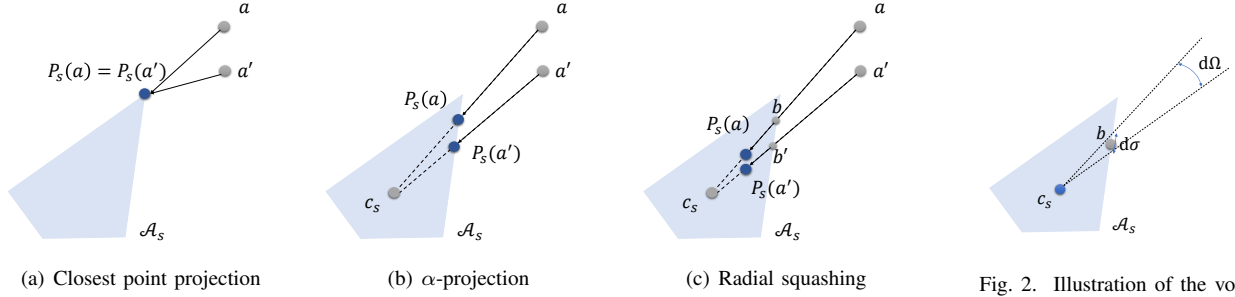 a
P_s(a) = P_s(a′)
a′
𝒜_s
(a) Closest point projection
a
a′
P_s(a)
P_s(a′)
c_s
𝒜_s
(b) α-projection
a
a′
b
P_s(a)
b′
P_s(a′)
c_s
𝒜_s
(c) Radial squashing
dΩ
b
dσ
c_s
𝒜_s
Fig. 2. Illustration of the vo